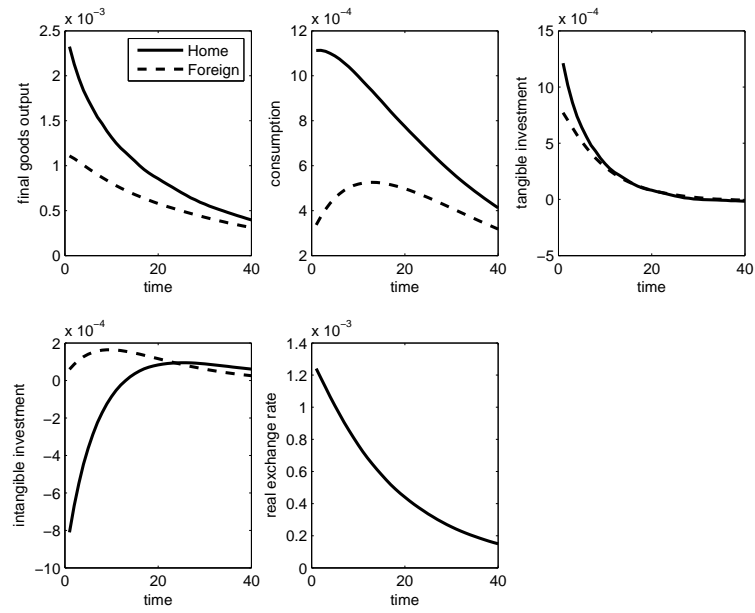 x 10⁻³
2.5
2
1.5
1
0.5
0
0
20
40
final goods output
time
Home
Foreign
x 10⁻⁴
12
10
8
6
4
2
0
20
40
consumption
time
x 10⁻⁴
15
10
5
0
−5
0
20
40
tangible investment
time
x 10⁻⁴
2
0
−2
−4
−6
−8
−10
0
20
40
intangible investment
time
x 10⁻³
1.4
1.2
1
0.8
0.6
0.4
0.2
0
0
20
40
real exchange rate
time